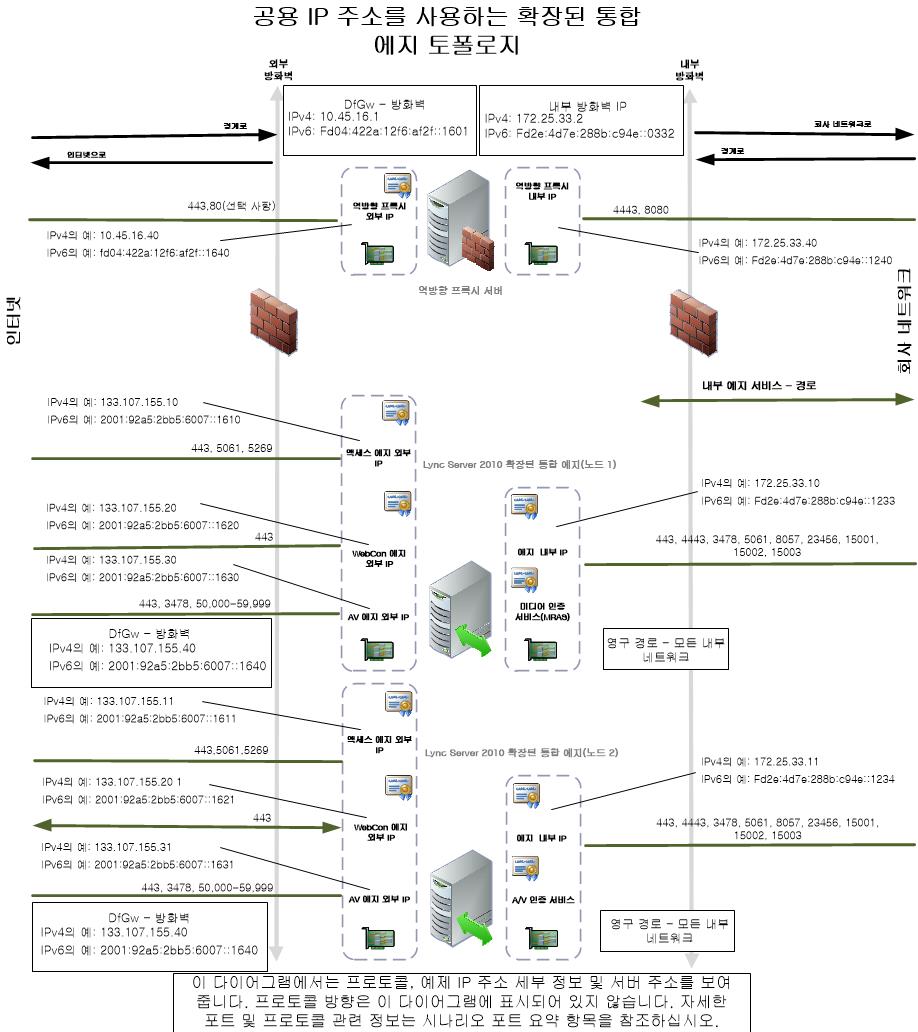 공용 IP 주소를 사용하는 확장된 통합
에지 토폴로지
외부
방화벽
내부
방화벽
DfGw - 방화벽
IPv4: 10.45.16.1
IPv6: Fd04:422a:12f6:af2f::1601
내부 방화벽 IP
IPv4: 172.25.33.2
IPv6: Fd2e:4d7e:288b:c94e::0332
경계로
인터넷으로
회사 네트워크로
경계로
443,80(선택 사항)
역방향 프록시
외부 IP
역방향 프록시
내부 IP
4443, 8080
IPv4의 예: 10.45.16.40
IPv6의 예: fd04:422a:12f6:af2f::1640
IPv4의 예: 172.25.33.40
IPv6의 예: Fd2e:4d7e:288b:c94e::1240
역방향 프록시 서버
인터넷
회사 네트워크
내부 에지 서비스 - 경로
IPv4의 예: 133.107.155.10
IPv6의 예: 2001:92a5:2bb5:6007::1610
443, 5061, 5269
액세스 에지 외부
IP
Lync Server 2010 확장된 통합 에지(노드 1)
IPv4의 예: 172.25.33.10
IPv6의 예: Fd2e:4d7e:288b:c94e::1233
IPv4의 예: 133.107.155.20
IPv6의 예: 2001:92a5:2bb5:6007::1620
443
WebCon 에지
외부 IP
에지 내부 IP
443, 4443, 3478, 5061, 8057, 23456, 15001,
15002, 15003
IPv4의 예: 133.107.155.30
IPv6의 예: 2001:92a5:2bb5:6007::1630
443, 3478, 50,000-59,999
AV 에지 외부 IP
미디어 인증
서비스(MRAS)
DfGw - 방화벽
IPv4의 예: 133.107.155.40
IPv6의 예: 2001:92a5:2bb5:6007::1640
영구 경로 - 모든 내부
네트워크
IPv4의 예: 133.107.155.11
IPv6의 예: 2001:92a5:2bb5:6007::1611
443,5061,5269
액세스 에지 외부
IP
Lync Server 2010 확장된 통합 에지(노드 2)
IPv4의 예: 172.25.33.11
IPv6의 예: Fd2e:4d7e:288b:c94e::1234
IPv4의 예: 133.107.155.20 1
IPv6의 예: 2001:92a5:2bb5:6007::1621
443
WebCon 에지
외부 IP
에지 내부 IP
443, 4443, 3478, 5061, 8057, 23456, 15001,
15002, 15003
IPv4의 예: 133.107.155.31
IPv6의 예: 2001:92a5:2bb5:6007::1631
443, 3478, 50,000-59,999
AV 에지 외부 IP
A/V 인증 서비스
DfGw - 방화벽
IPv4의 예: 133.107.155.40
IPv6의 예: 2001:92a5:2bb5:6007::1640
영구 경로 - 모든 내부
네트워크
이 다이어그램에서는 프로토콜, 예제 IP 주소 세부 정보 및 서버 주소를 보여
줍니다. 프로토콜 방향은 이 다이어그램에 표시되어 있지 않습니다. 자세한
포트 및 프로토콜 관련 정보는 시나리오 포트 요약 항목을 참조하십시오.